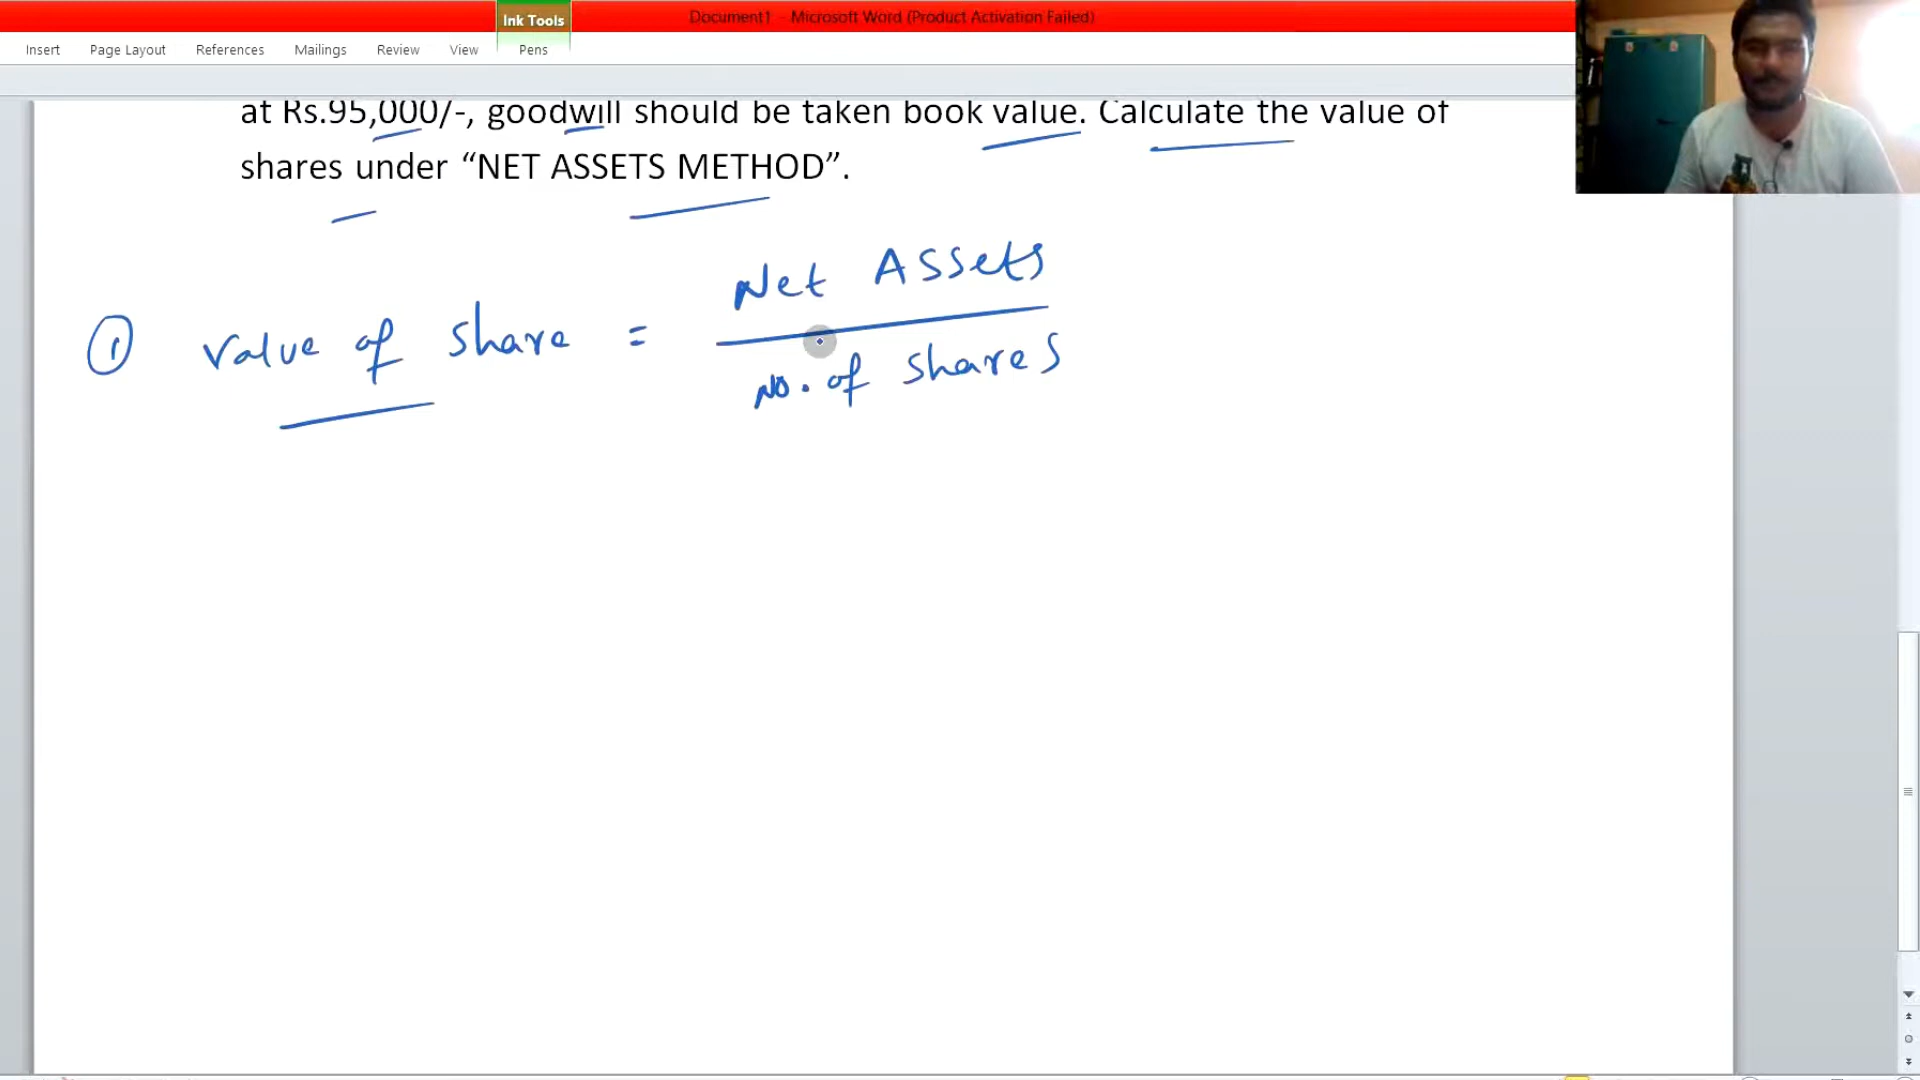 Ink Tools
Document1 - Microsoft Word (Product Activation Failed)
Insert Page Layout References Mailings Review View Pens
at Rs.95,000/-, goodwill should be taken book value. Calculate the value of
shares under “NET ASSETS METHOD”.
① Value of share = Net Assets
No. of shares